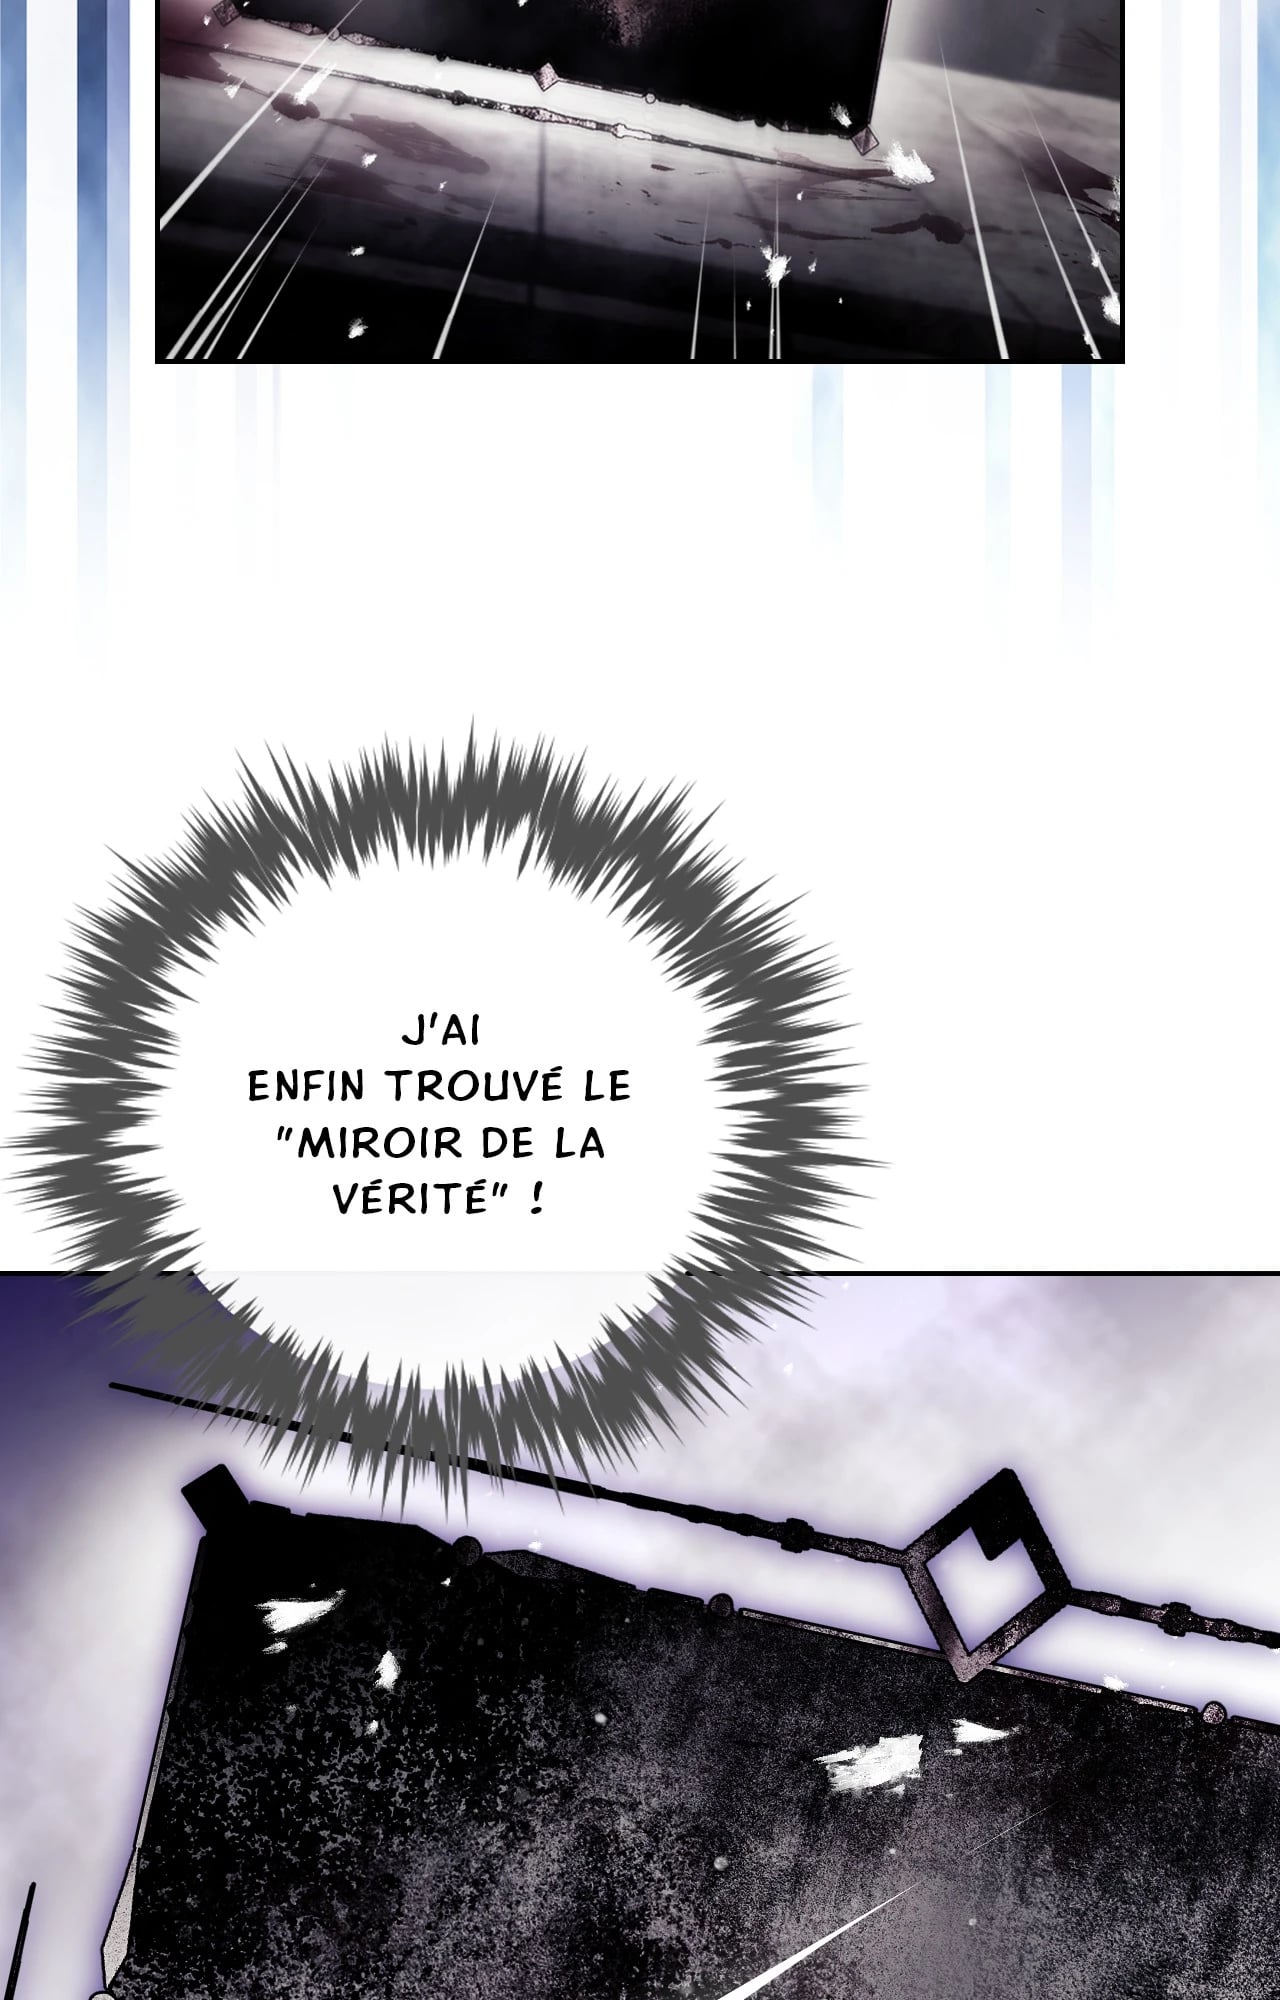 J'AI
ENFIN TROUVÉ LE
"MIROIR DE LA
VÉRITÉ" !